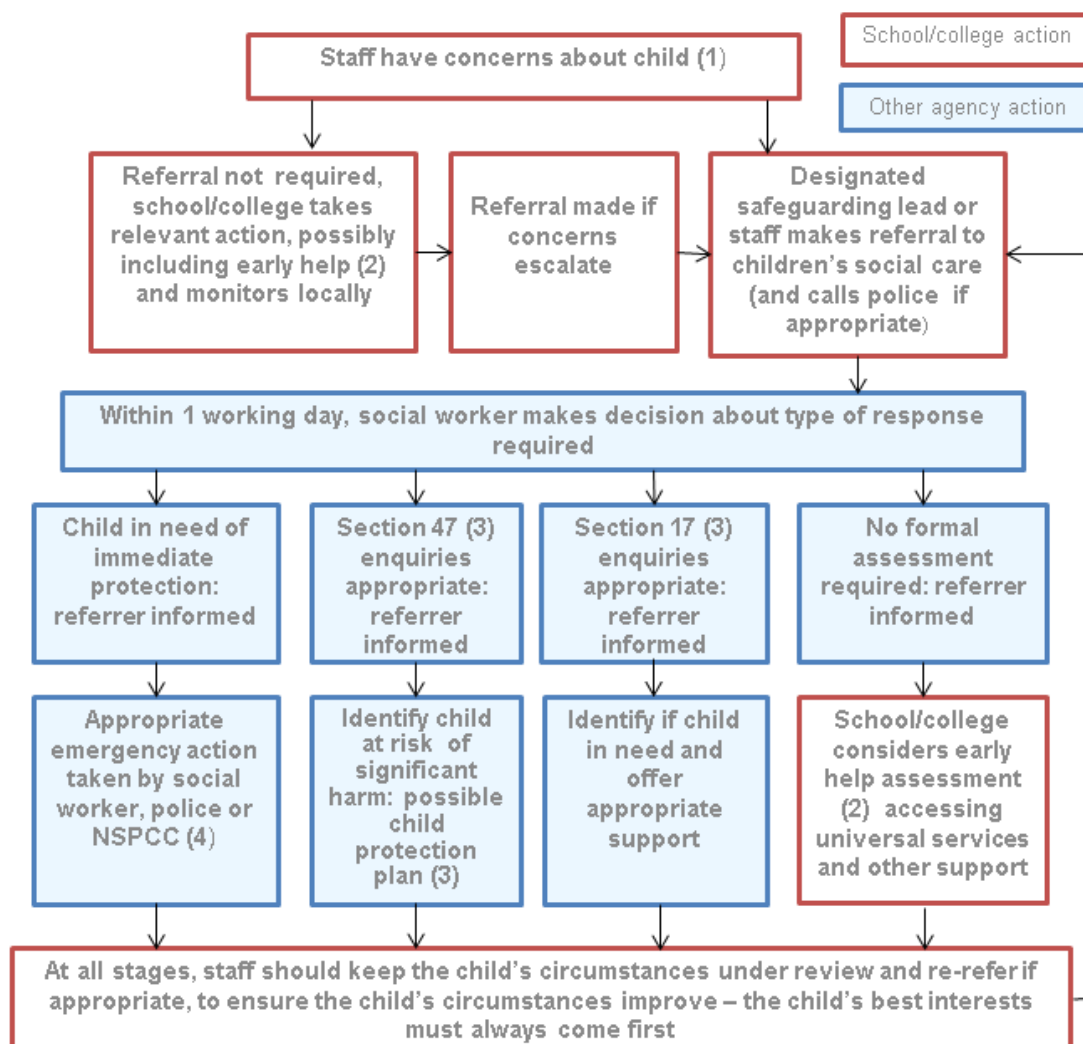 School/college action
Staff have concerns about child (1)
Other agency action
Referral not required,
school/college takes
relevant action, possibly
including early help (2)
and monitors locally
Referral made if
concerns
escalate
Designated
safeguarding lead or
staff makes referral to
children’s social care
(and calls police if
appropriate)
Within 1 working day, social worker makes decision about type of response
required
Child in need of
immediate
protection:
referrer informed
Section 47 (3)
enquiries
appropriate:
referrer
informed
Section 17 (3)
enquiries
appropriate:
referrer
informed
No formal
assessment
required: referrer
informed
Appropriate
emergency action
taken by social
worker, police or
NSPCC (4)
Identify child
at risk of
significant
harm: possible
child
protection
plan (3)
Identify if child
in need and
offer
appropriate
support
School/college
considers early
help assessment
(2) accessing
universal services
and other support
At all stages, staff should keep the child’s circumstances under review and re-refer if
appropriate, to ensure the child’s circumstances improve – the child’s best interests
must always come first